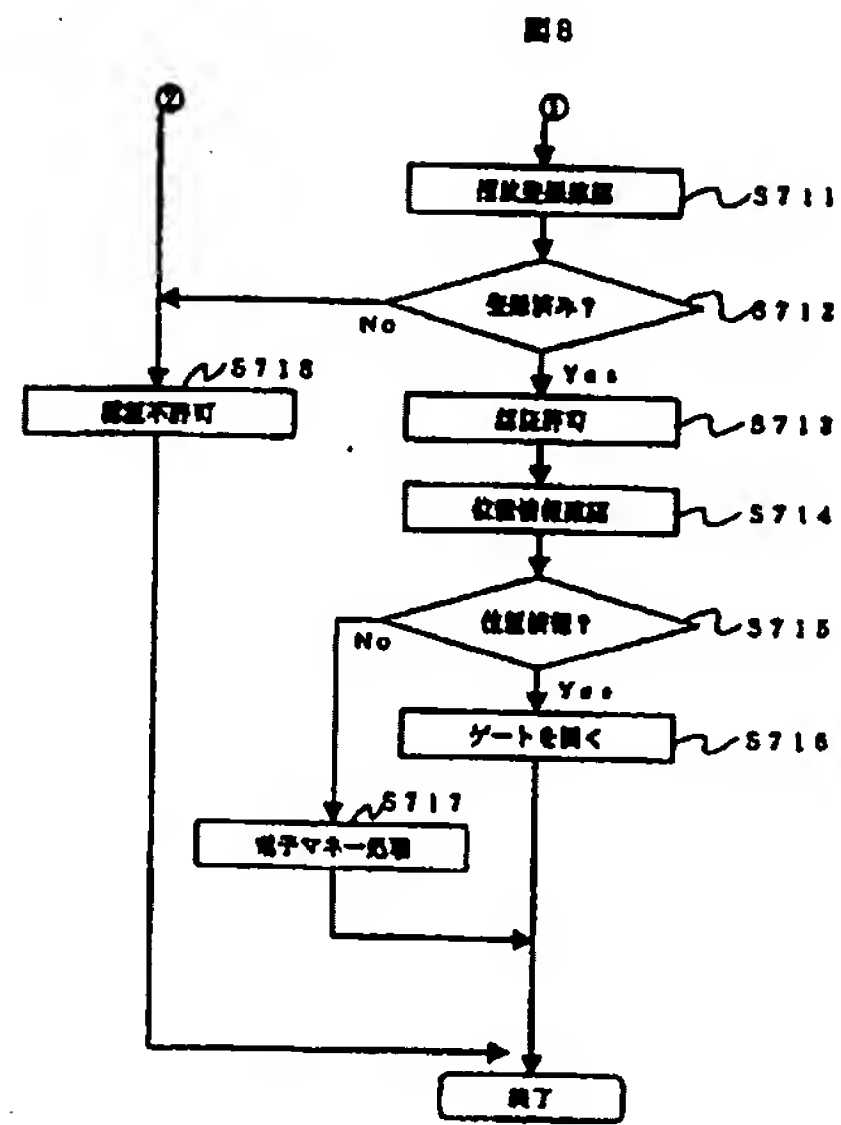 図8
②
①
指紋登録確認
S711
登録済み?
S712
No
Yes
S718
認証不許可
認証許可
S713
位置情報確認
S714
位置情報?
S715
No
Yes
ゲートを開く
S716
S717
電子マネー処理
終了